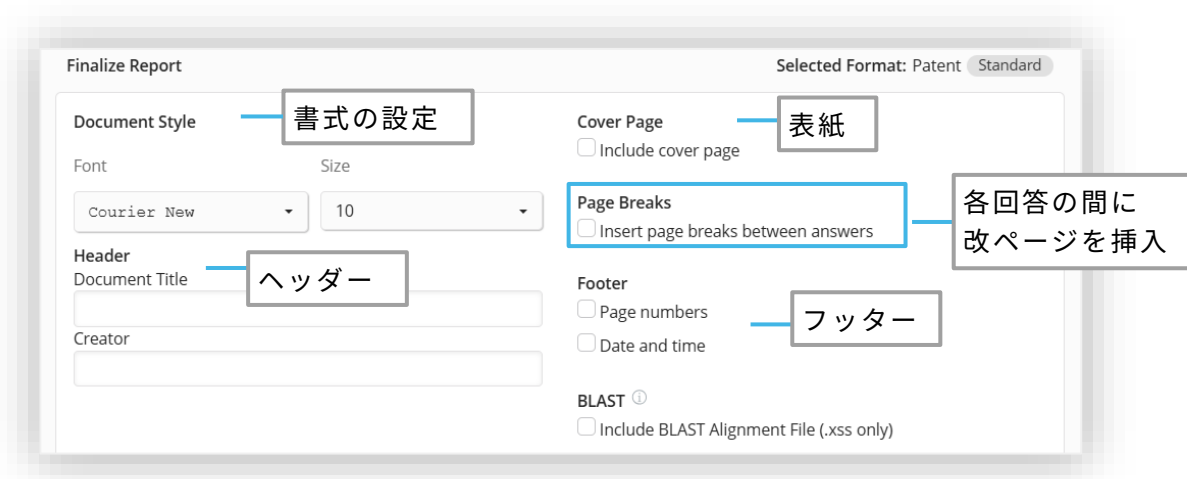 Finalize Report
Selected Format: Patent Standard
Document Style
書式の設定
Font
Size
Courier New
10
Header
Document Title
ヘッダー
Creator
Cover Page
表紙
Include cover page
Page Breaks
Insert page breaks between answers
各回答の間に
改ページを挿入
Footer
Page numbers
フッター
Date and time
BLAST ⓘ
Include BLAST Alignment File (.xss only)